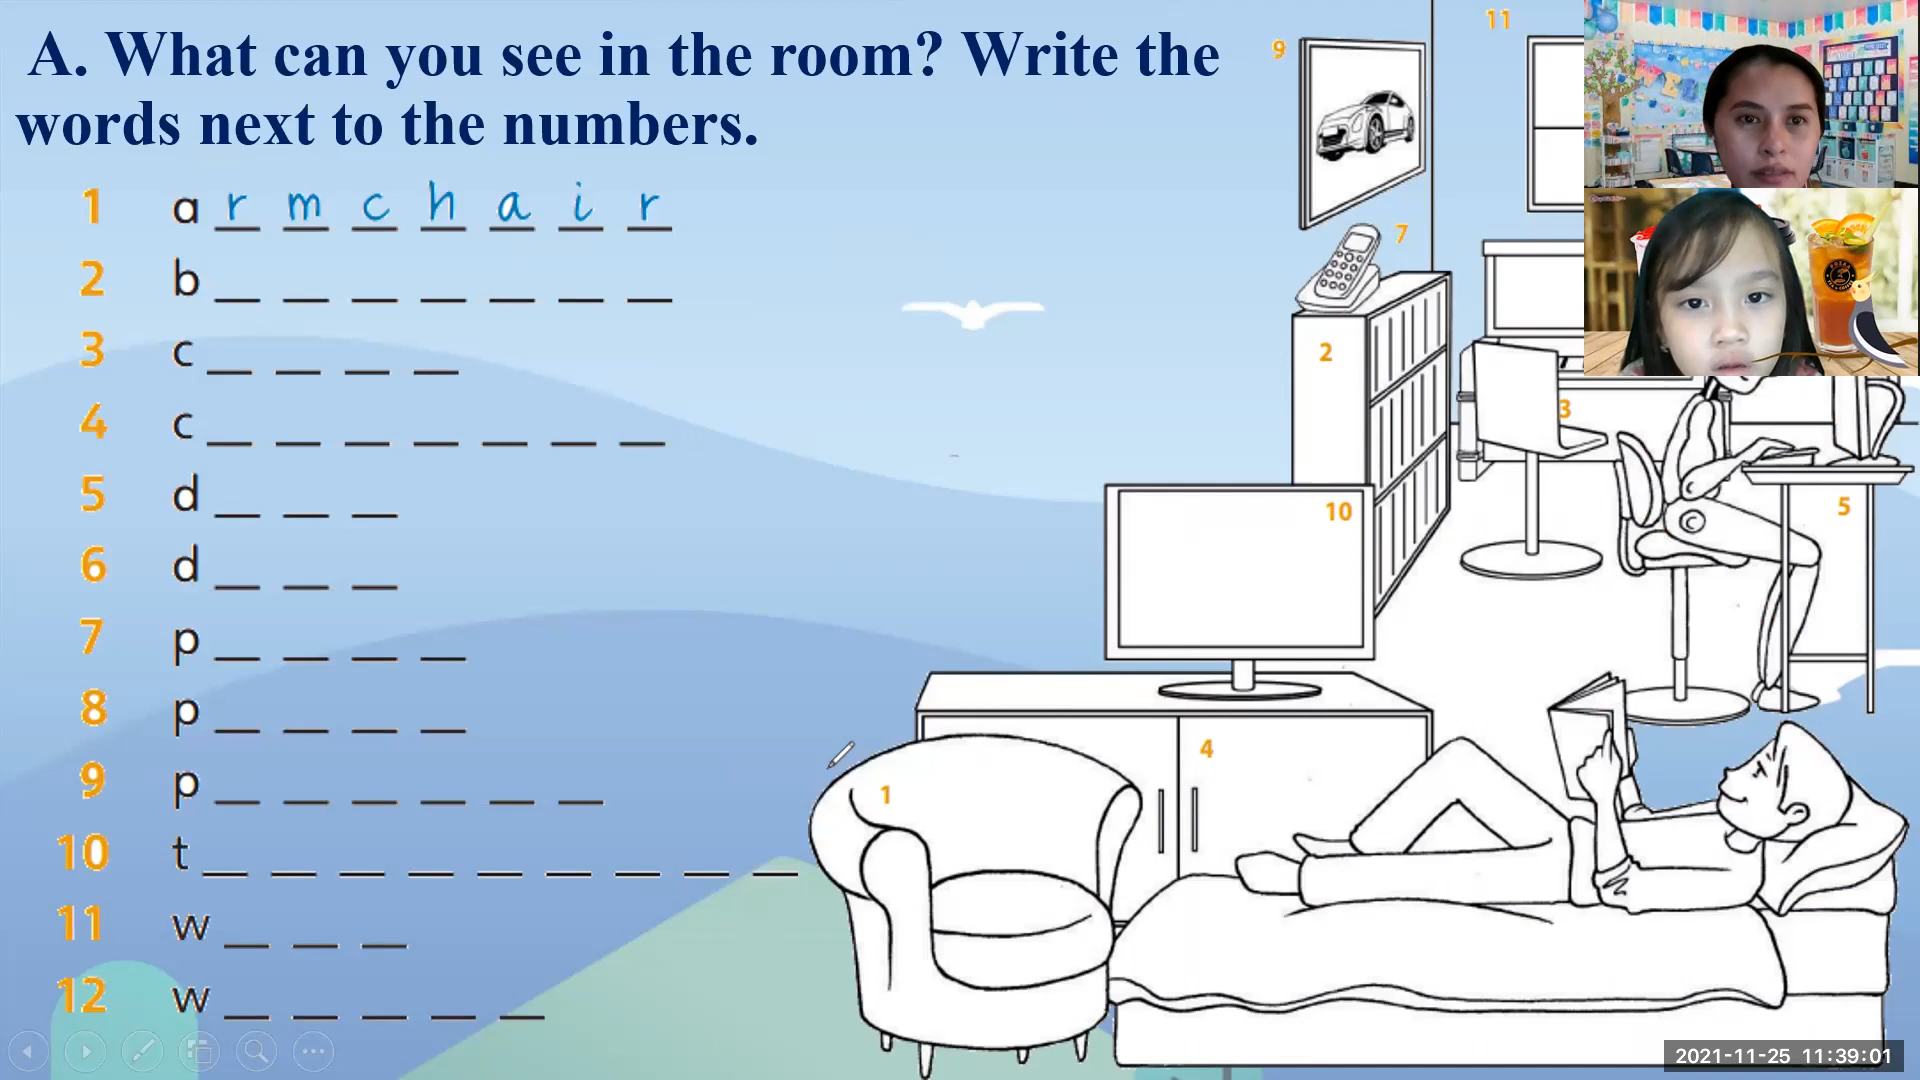 A. What can you see in the room? Write the
words next to the numbers.
1 a r m c h a i r
2 b _ _ _ _ _ _ _
3 c _ _ _ _
4 c _ _ _ _ _ _ _
5 d _ _ _
6 d _ _ _
7 p _ _ _ _
8 p _ _ _ _
9 p _ _ _ _ _ _
10 t _ _ _ _ _ _ _ _ _
11 w _ _ _
12 w _ _ _ _ _
9
11
7
2
3
10
5
4
1
2021-11-25 11:39:01